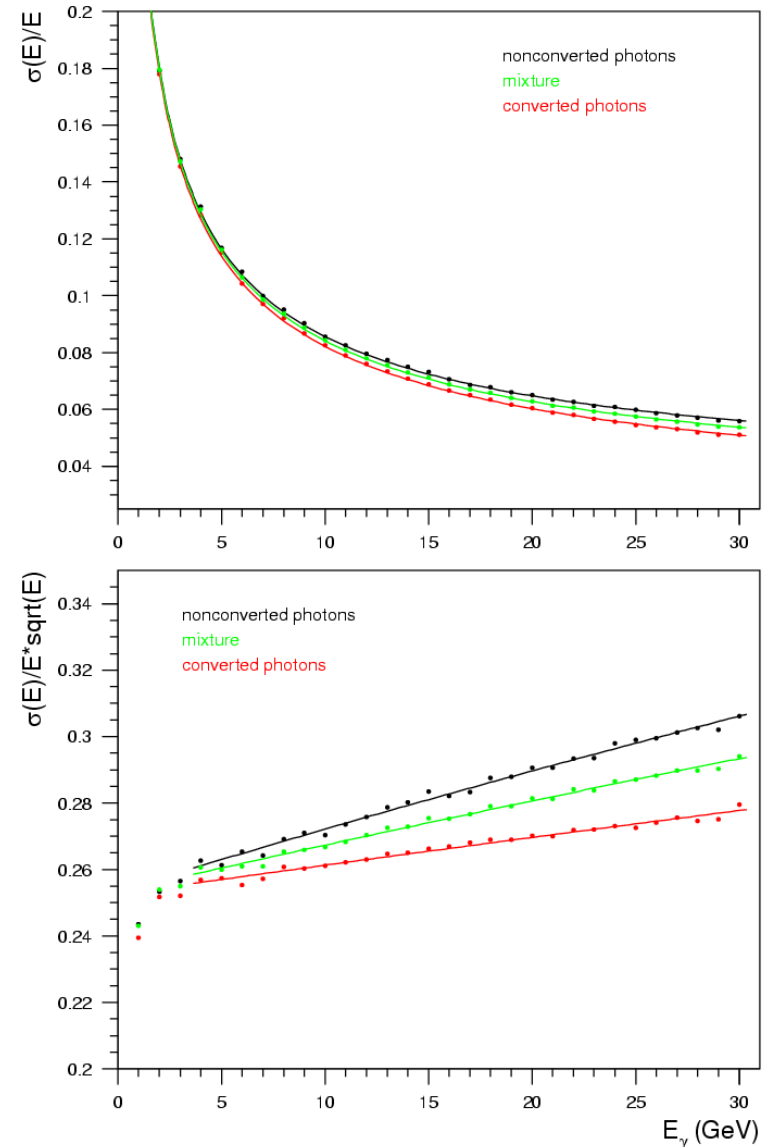 σ(E)/E
0.2
0.18
0.16
0.14
0.12
0.1
0.08
0.06
0.04
nonconverted photons
mixture
converted photons
0 5 10 15 20 25 30
σ(E)/E*sqrt(E)
0.34
0.32
0.3
0.28
0.26
0.24
0.22
0.2
nonconverted photons
mixture
converted photons
0 5 10 15 20 25 30
Eγ (GeV)